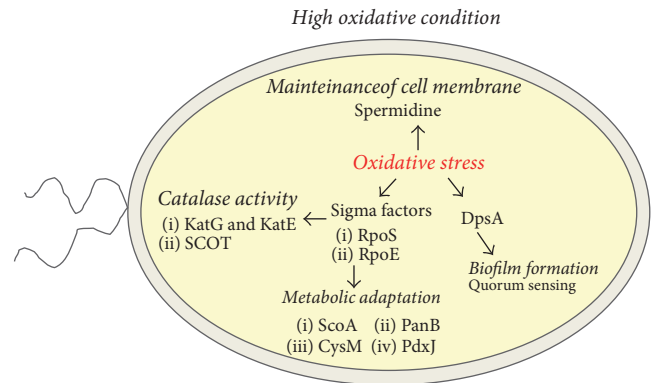 High oxidative condition
Mainteinanceof cell membrane
Spermidine
Oxidative stress
Catalase activity
(i) KatG and KatE
(ii) SCOT
Sigma factors
(i) RpoS
(ii) RpoE
DpsA
Biofilm formation
Quorum sensing
Metabolic adaptation
(i) ScoA (ii) PanB
(iii) CysM (iv) PdxJ